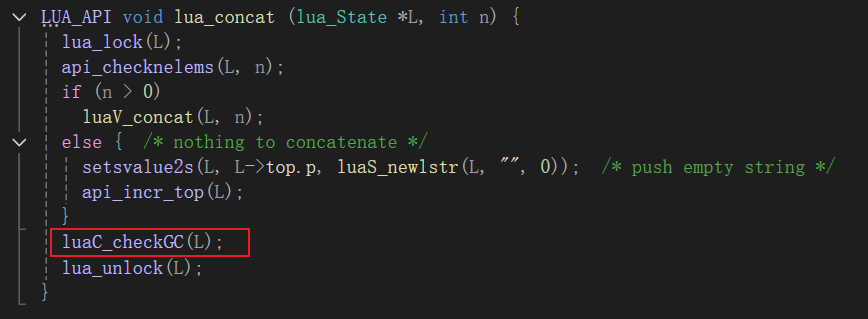 LUA_API void lua_concat (lua_State *L, int n) {
lua_lock(L);
api_checknelems(L, n);
if (n > 0)
luaV_concat(L, n);
else {  /* nothing to concatenate */
setsvalue2s(L, L->top.p, luaS_newlstr(L, "", 0));  /* push empty string */
api_incr_top(L);
}
luaC_checkGC(L);
lua_unlock(L);
}